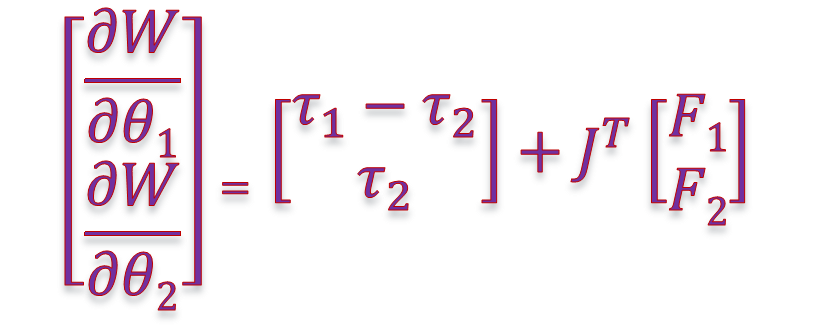 [∂W/∂θ₁ ∂W/∂θ₂] = [τ₁ − τ₂ τ₂] + Jᵀ [F₁ F₂]